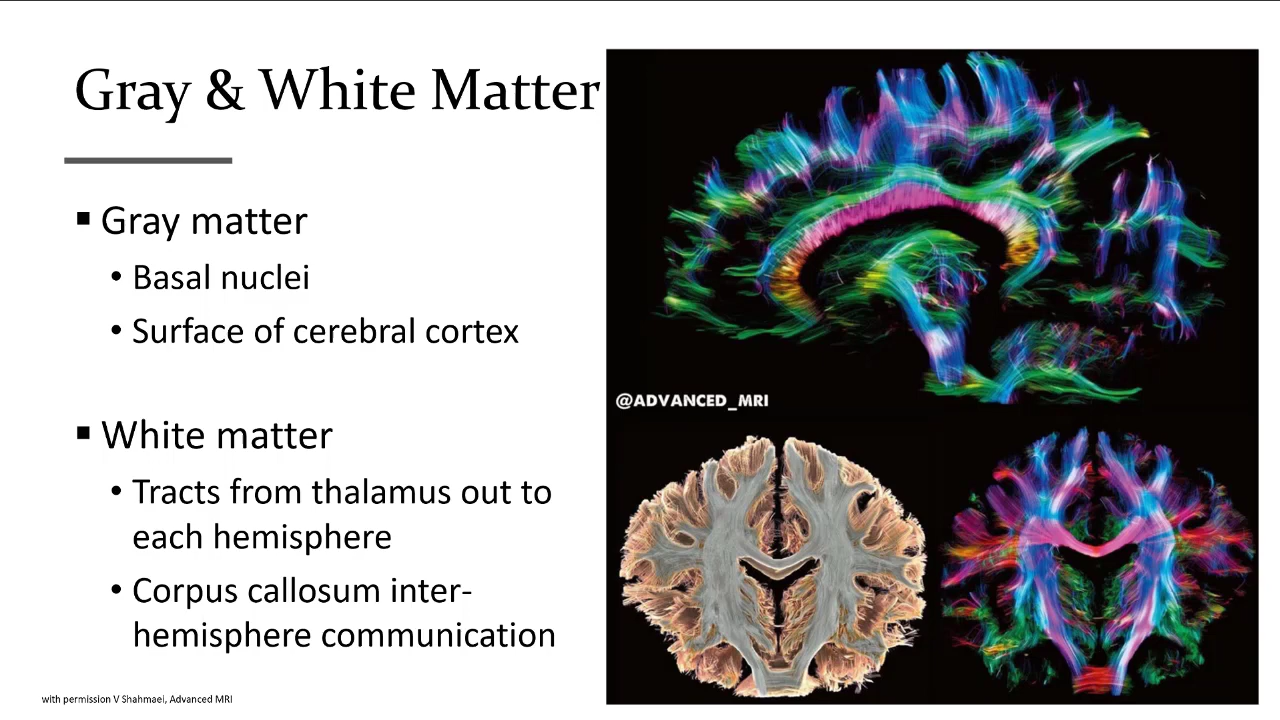 Gray & White Matter
▪ Gray matter
• Basal nuclei
• Surface of cerebral cortex
▪ White matter
• Tracts from thalamus out to
each hemisphere
• Corpus callosum inter-
hemisphere communication
with permission V Shahmaei, Advanced MRI
@ADVANCED_MRI